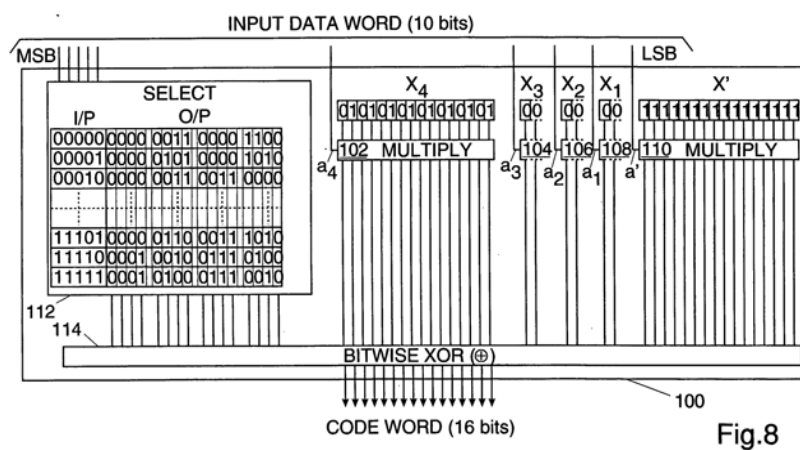 INPUT DATA WORD (10 bits)
MSB
LSB
SELECT
I/P O/P
00000 0000 0011 0000 1100
00001 0000 0101 0000 1010
00010 0000 0011 0011 0000
11101 0000 0110 0011 1010
11110 0001 0010 0111 0100
11111 0001 0100 0111 0010
112
X4
0101010101010101
a4
102 MULTIPLY
X3
00
a3
104
X2
00
a2
106
X1
00
a1
108
X'
1111111111111111
a'
110 MULTIPLY
114
BITWISE XOR (⊕)
100
CODE WORD (16 bits)
Fig.8